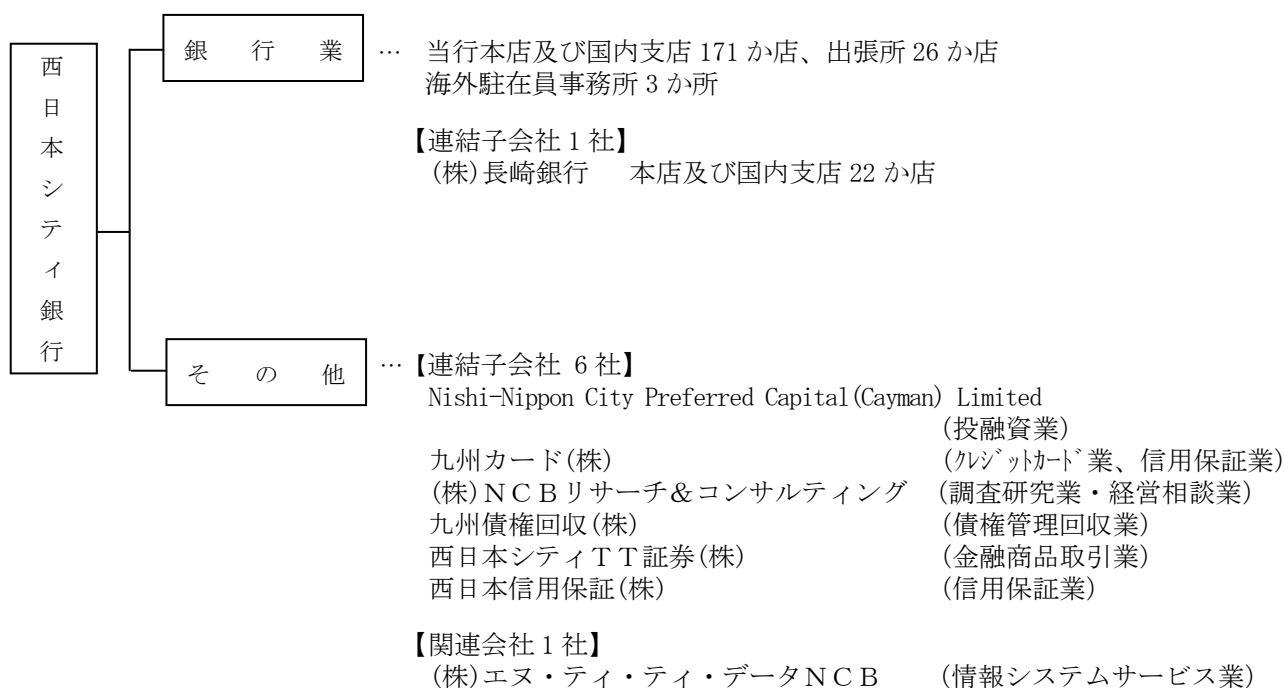 西日本シティ銀行
銀行業 … 当行本店及び国内支店 171 か店、出張所 26 か店
海外駐在員事務所 3 か所
【連結子会社 1 社】
(株)長崎銀行 本店及び国内支店 22 か店
その他 …【連結子会社 6 社】
Nishi-Nippon City Preferred Capital(Cayman) Limited
(投融資業)
九州カード(株) (ｸﾚｼﾞｯﾄｶｰﾄﾞ業、信用保証業)
(株)ＮＣＢリサーチ＆コンサルティング (調査研究業・経営相談業)
九州債権回収(株) (債権管理回収業)
西日本シティＴＴ証券(株) (金融商品取引業)
西日本信用保証(株) (信用保証業)
【関連会社 1 社】
(株)エヌ・ティ・ティ・データＮＣＢ (情報システムサービス業)